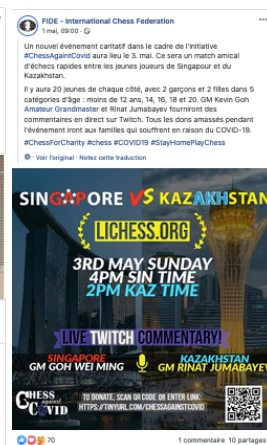 FIDE - International Chess Federation
1 mai, 09:00 ·
Un nouvel événement caritatif dans le cadre de l'initiative
#ChessAgaintCovid aura lieu le 3. mai. Ce sera un match amical
d'échecs rapides entre les jeunes joueurs de Singapour et du
Kazakhstan.
Il y aura 20 jeunes de chaque côté, avec 2 garçons et 2 filles dans 5
catégories d'âge : moins de 12 ans, 14, 16, 18 et 20. GM Kevin Goh
Amateur Grandmaster et Rinat Jumabayev fourniront des
commentaires en direct sur Twitch. Tous les dons amassés pendant
l'événement iront aux familles qui souffrent en raison du COVID-19.
#ChessForCharity #chess #COVID19 #StayHomePlayChess
Voir l'original · Notez cette traduction
SINGAPORE VS KAZAKHSTAN
LICHESS.ORG
3RD MAY SUNDAY
4PM SIN TIME
2PM KAZ TIME
LIVE TWITCH COMMENTARY!
SINGAPORE
GM GOH WEI MING
KAZAKHSTAN
GM RINAT JUMABAYEV
CHESS
against
COVID
TO DONATE, SCAN QR CODE OR ENTER LINK:
HTTPS://TINYURL.COM/CHESSAGAINSTCOVID
70
1 commentaire 10 partages